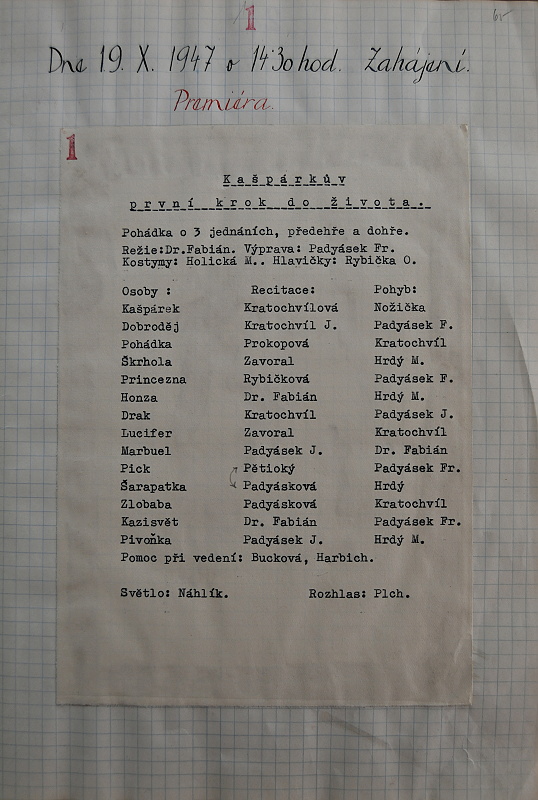 1
65
Dne 19. X. 1947 o 14.30 hod. Zahájení.
Premiéra.
1
Kašpárkův
první krok do života.
Pohádka o 3 jednáních, předehře a dohře.
Režie:Dr.Fabián. Výprava: Padyásek Fr.
Kostymy: Holická M.. Hlavičky: Rybička O.
Osoby : Recitace: Pohyb:
Kašpárek Kratochvílová Nožička
Dobroděj Kratochvíl J. Padyásek F.
Pohádka Prokopová Kratochvíl
Škrhola Zavoral Hrdý M.
Princezna Rybičková Padyásek F.
Honza Dr. Fabián Hrdý M.
Drak Kratochvíl Padyásek J.
Lucifer Zavoral Kratochvíl
Marbuel Padyásek J. Dr. Fabián
Pick Pětioký Padyásek Fr.
Šarapatka Padyásková Hrdý
Zlobaba Padyásková Kratochvíl
Kazisvět Dr. Fabián Padyásek Fr.
Pivoňka Padyásek J. Hrdý M.
Pomoc při vedení: Bucková, Harbich.
Světlo: Náhlík. Rozhlas: Plch.